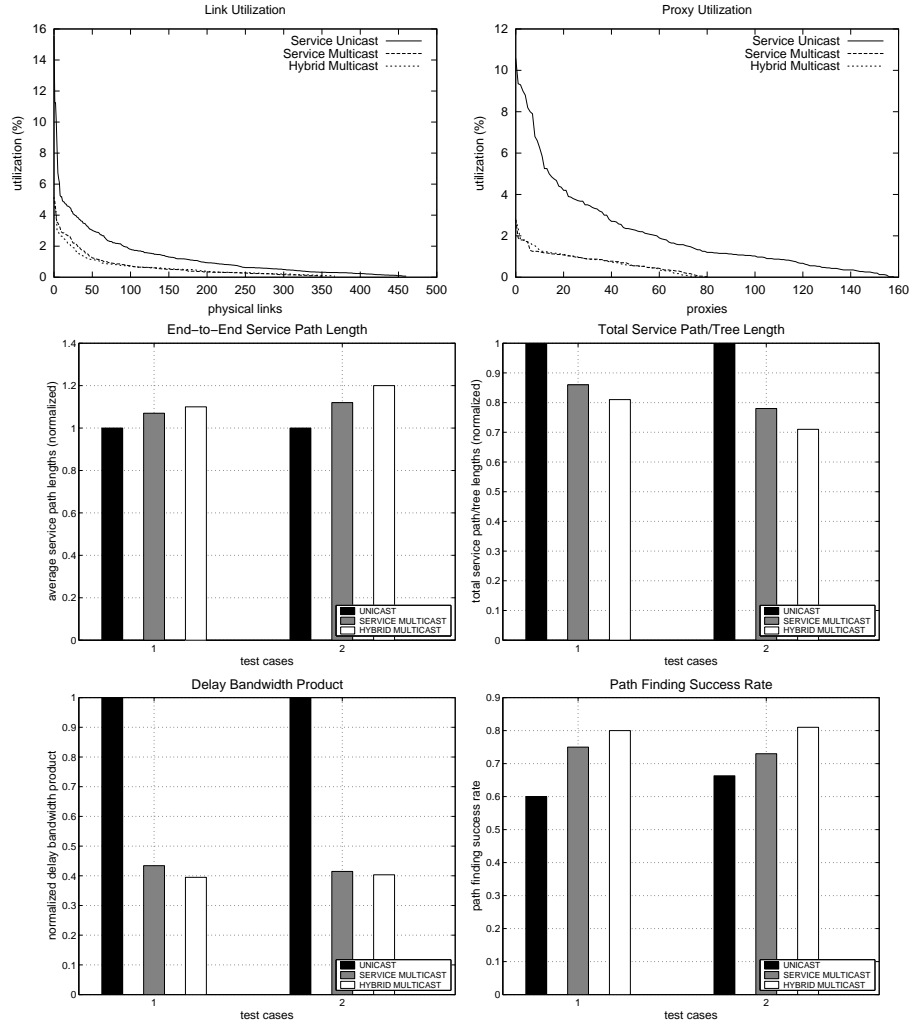 Link Utilization
16
14
12
10
8
6
4
2
0
utilization (%)
Service Unicast
Service Multicast
Hybrid Multicast
0 50 100 150 200 250 300 350 400 450 500
physical links
Proxy Utilization
12
10
8
6
4
2
0
utilization (%)
Service Unicast
Service Multicast
Hybrid Multicast
0 20 40 60 80 100 120 140 160
proxies
End-to-End Service Path Length
1.4
1.2
1
0.8
0.6
0.4
0.2
0
average service path lengths (normalized)
UNICAST
SERVICE MULTICAST
HYBRID MULTICAST
1 2
test cases
Total Service Path/Tree Length
1
0.9
0.8
0.7
0.6
0.5
0.4
0.3
0.2
0.1
0
total service path/tree lengths (normalized)
UNICAST
SERVICE MULTICAST
HYBRID MULTICAST
1 2
test cases
Delay Bandwidth Product
1
0.9
0.8
0.7
0.6
0.5
0.4
0.3
0.2
0.1
0
normalized delay bandwidth product
UNICAST
SERVICE MULTICAST
HYBRID MULTICAST
1 2
test cases
Path Finding Success Rate
0.9
0.8
0.7
0.6
0.5
0.4
0.3
0.2
0.1
0
path finding success rate
UNICAST
SERVICE MULTICAST
HYBRID MULTICAST
1 2
test cases